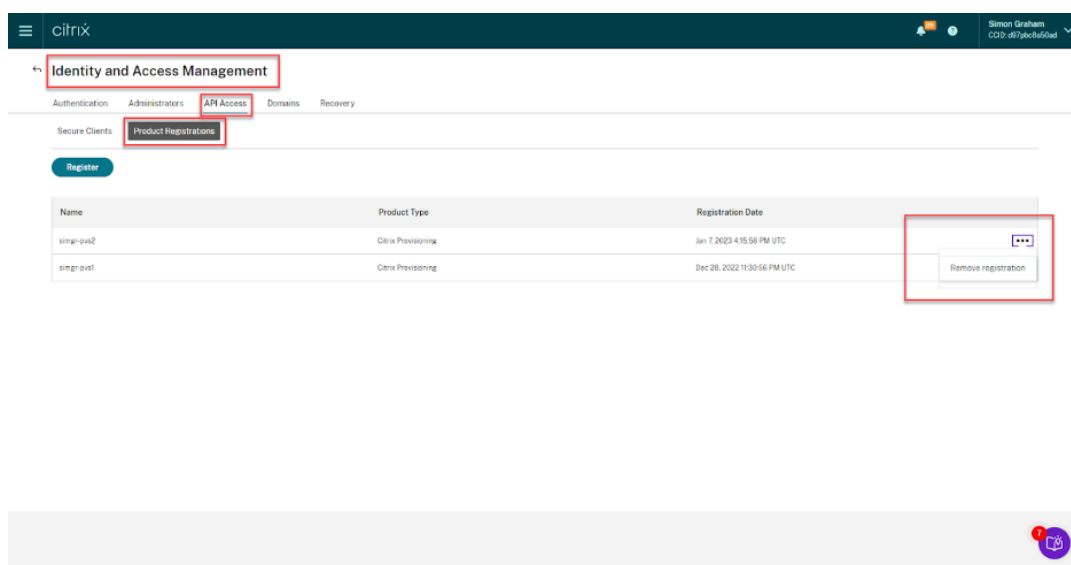 citrix
Simon Graham
CCID: d97pbc8a50ad
Identity and Access Management
Authentication Administrators API Access Domains Recovery
Secure Clients Product Registrations
Register
Name Product Type Registration Date
simgr-pvs2 Citrix Provisioning Jan 7, 2023 4:15:56 PM UTC
simgr-pvs1 Citrix Provisioning Dec 28, 2022 11:30:56 PM UTC
Remove registration
7